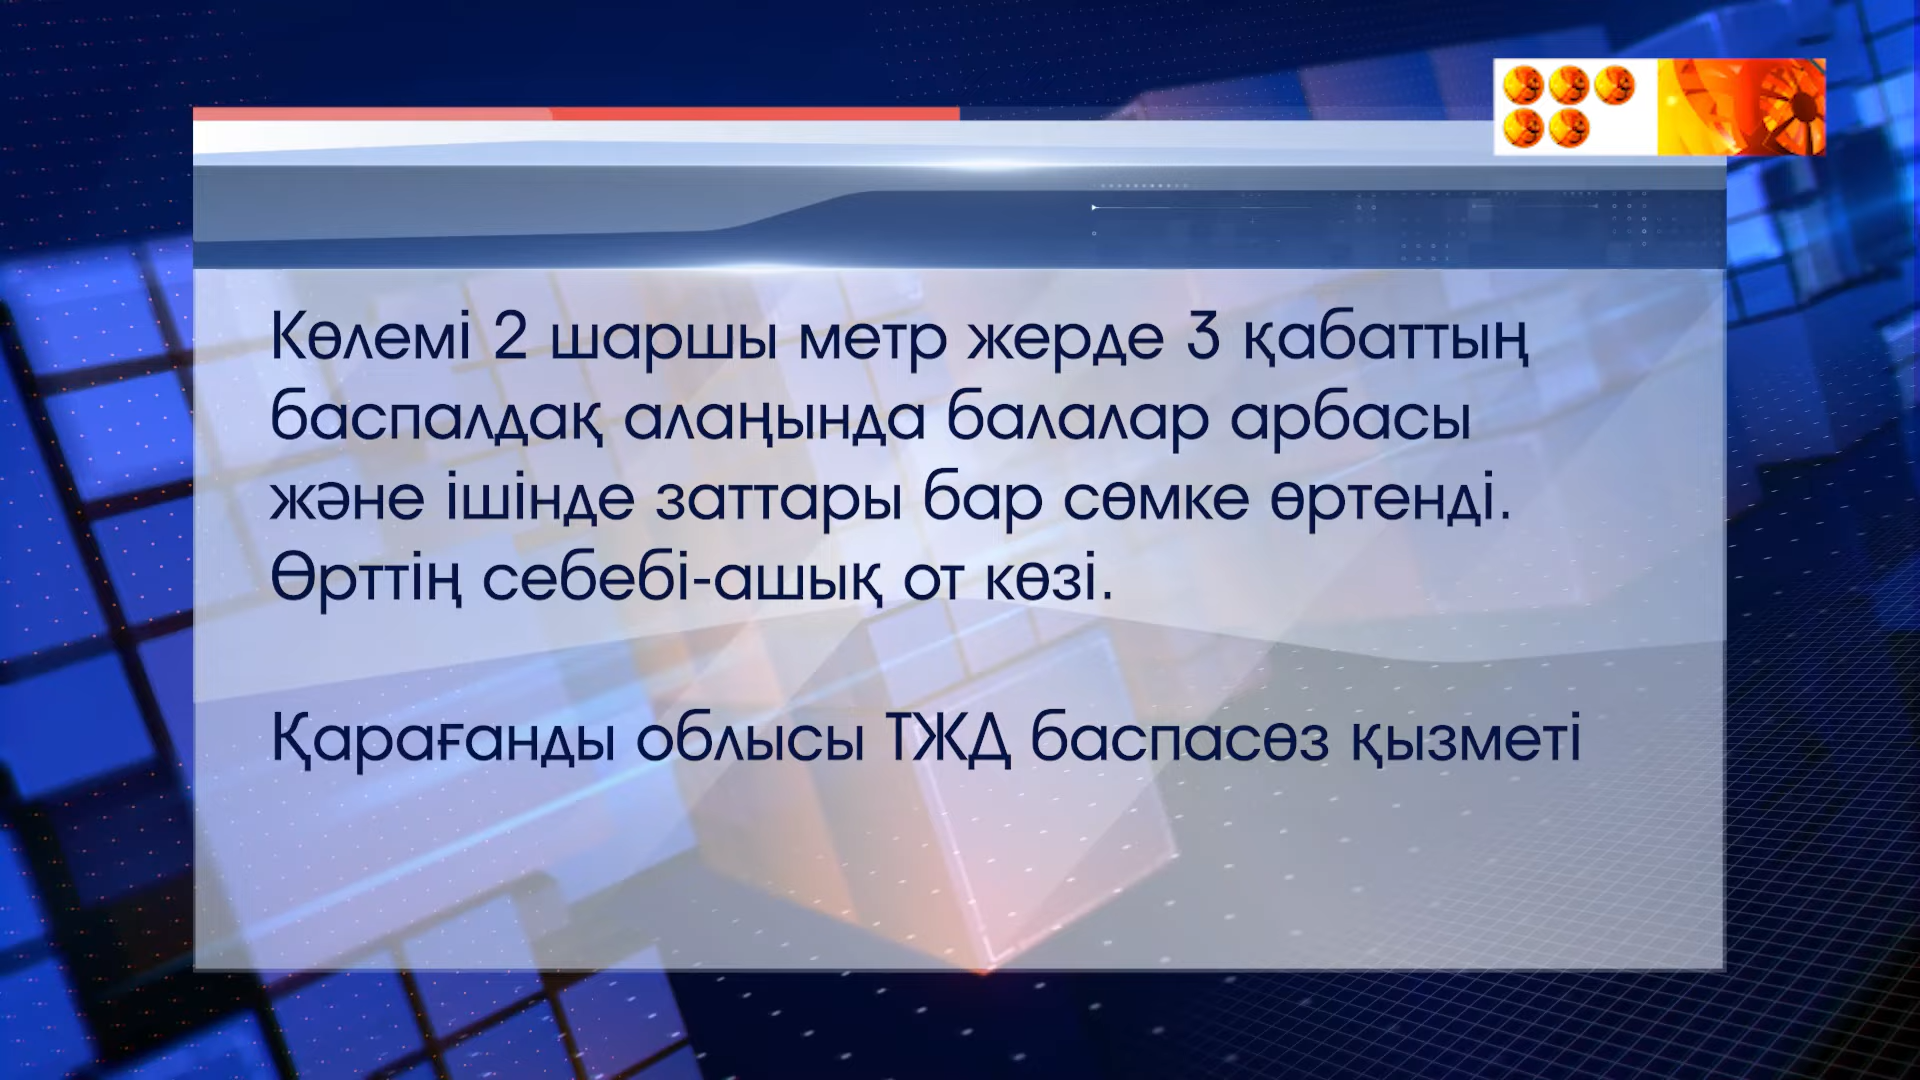 Көлемі 2 шаршы метр жерде 3 қабаттың
баспалдақ алаңында балалар арбасы
және ішінде заттары бар сөмке өртенді.
Өрттің себебі-ашық от көзі.
Қарағанды облысы ТЖД баспасөз қызметі